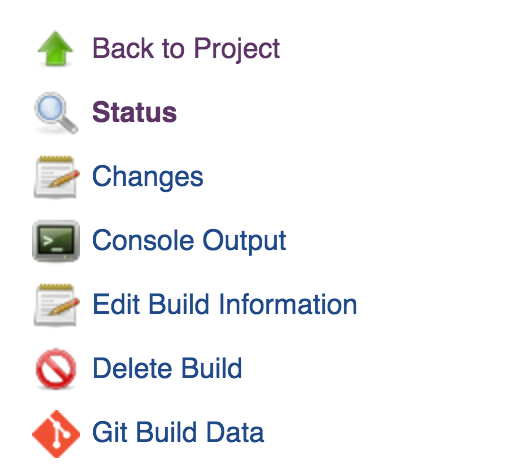 Back to Project
Status
Changes
>_
Console Output
Edit Build Information
Delete Build
Git Build Data